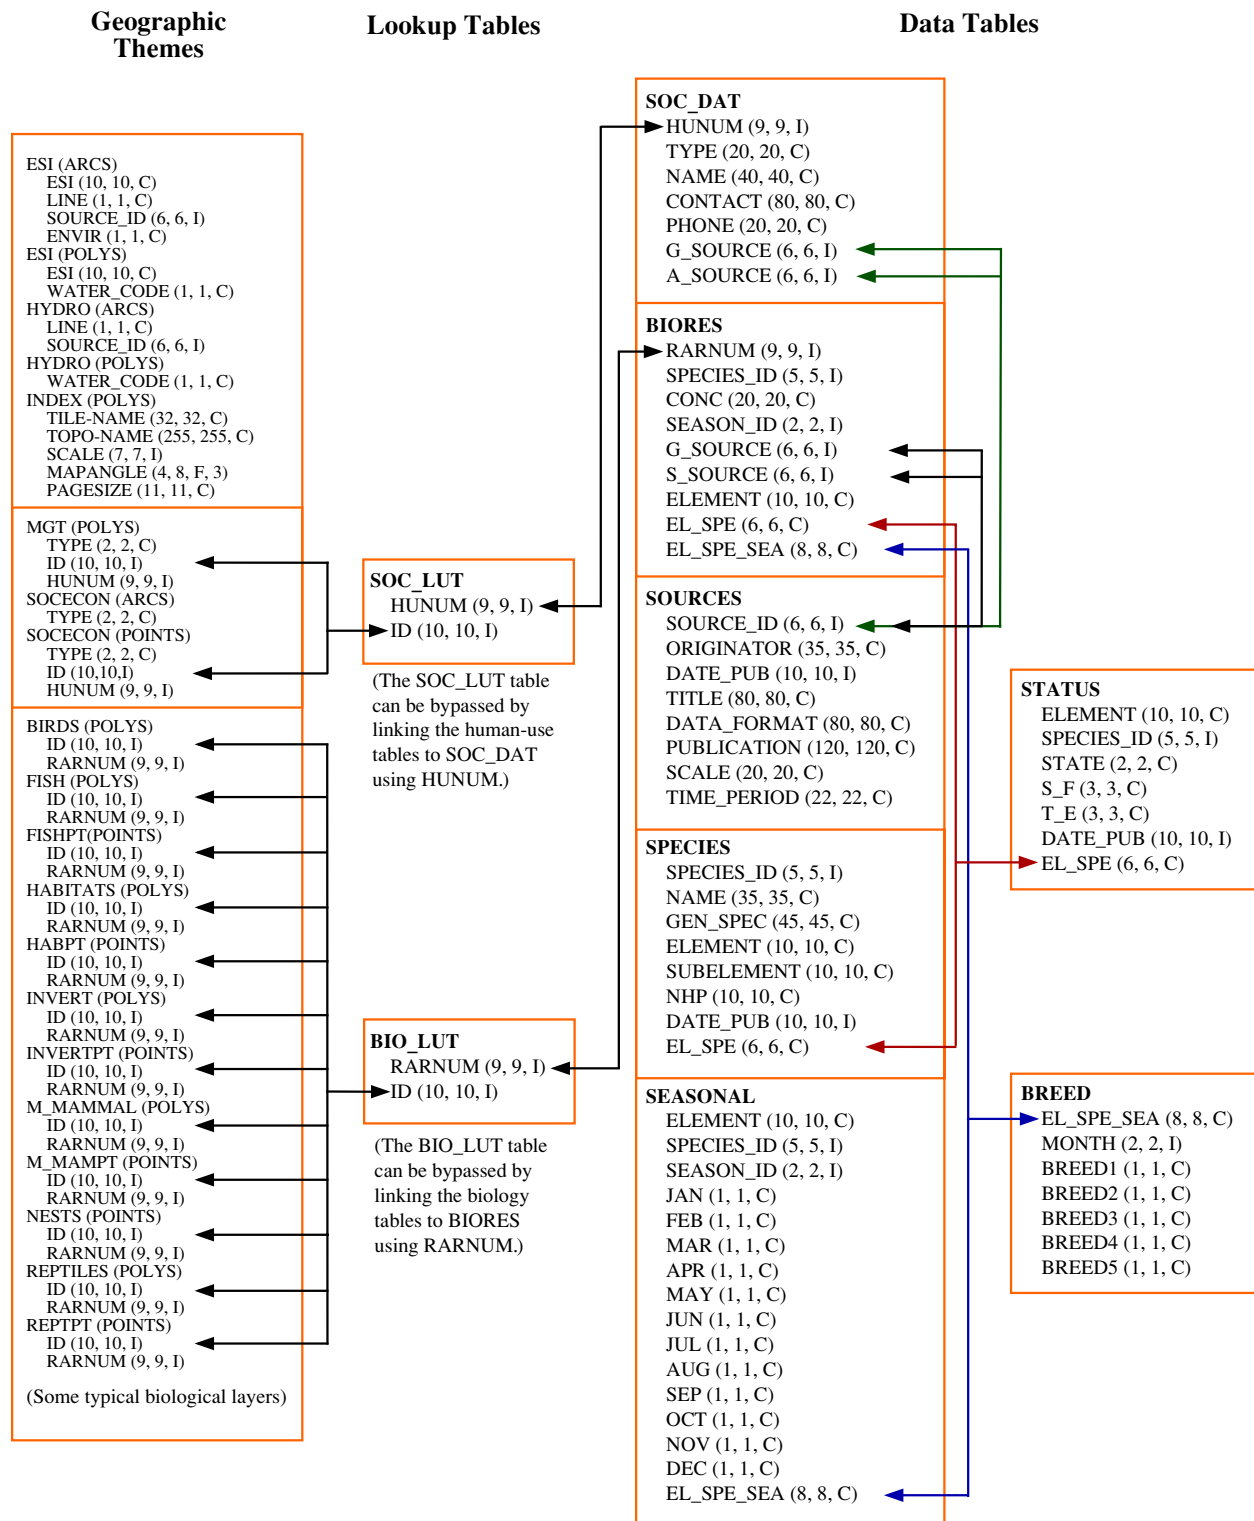 Geographic
Themes
Lookup Tables
Data Tables
ESI (ARCS)
ESI (10, 10, C)
LINE (1, 1, C)
SOURCE_ID (6, 6, I)
ENVIR (1, 1, C)
ESI (POLYS)
ESI (10, 10, C)
WATER_CODE (1, 1, C)
HYDRO (ARCS)
LINE (1, 1, C)
SOURCE_ID (6, 6, I)
HYDRO (POLYS)
WATER_CODE (1, 1, C)
INDEX (POLYS)
TILE-NAME (32, 32, C)
TOPO-NAME (255, 255, C)
SCALE (7, 7, I)
MAPANGLE (4, 8, F, 3)
PAGESIZE (11, 11, C)
MGT (POLYS)
TYPE (2, 2, C)
ID (10, 10, I)
HUNUM (9, 9, I)
SOCECON (ARCS)
TYPE (2, 2, C)
SOCECON (POINTS)
TYPE (2, 2, C)
ID (10,10,I)
HUNUM (9, 9, I)
BIRDS (POLYS)
ID (10, 10, I)
RARNUM (9, 9, I)
FISH (POLYS)
ID (10, 10, I)
RARNUM (9, 9, I)
FISHPT(POINTS)
ID (10, 10, I)
RARNUM (9, 9, I)
HABITATS (POLYS)
ID (10, 10, I)
RARNUM (9, 9, I)
HABPT (POINTS)
ID (10, 10, I)
RARNUM (9, 9, I)
INVERT (POLYS)
ID (10, 10, I)
RARNUM (9, 9, I)
INVERTPT (POINTS)
ID (10, 10, I)
RARNUM (9, 9, I)
M_MAMMAL (POLYS)
ID (10, 10, I)
RARNUM (9, 9, I)
M_MAMPT (POINTS)
ID (10, 10, I)
RARNUM (9, 9, I)
NESTS (POINTS)
ID (10, 10, I)
RARNUM (9, 9, I)
REPTILES (POLYS)
ID (10, 10, I)
RARNUM (9, 9, I)
REPTPT (POINTS)
ID (10, 10, I)
RARNUM (9, 9, I)
(Some typical biological layers)
SOC_LUT
HUNUM (9, 9, I)
ID (10, 10, I)
(The SOC_LUT table
can be bypassed by
linking the human-use
tables to SOC_DAT
using HUNUM.)
BIO_LUT
RARNUM (9, 9, I)
ID (10, 10, I)
(The BIO_LUT table
can be bypassed by
linking the biology
tables to BIORES
using RARNUM.)
SOC_DAT
HUNUM (9, 9, I)
TYPE (20, 20, C)
NAME (40, 40, C)
CONTACT (80, 80, C)
PHONE (20, 20, C)
G_SOURCE (6, 6, I)
A_SOURCE (6, 6, I)
BIORES
RARNUM (9, 9, I)
SPECIES_ID (5, 5, I)
CONC (20, 20, C)
SEASON_ID (2, 2, I)
G_SOURCE (6, 6, I)
S_SOURCE (6, 6, I)
ELEMENT (10, 10, C)
EL_SPE (6, 6, C)
EL_SPE_SEA (8, 8, C)
SOURCES
SOURCE_ID (6, 6, I)
ORIGINATOR (35, 35, C)
DATE_PUB (10, 10, I)
TITLE (80, 80, C)
DATA_FORMAT (80, 80, C)
PUBLICATION (120, 120, C)
SCALE (20, 20, C)
TIME_PERIOD (22, 22, C)
SPECIES
SPECIES_ID (5, 5, I)
NAME (35, 35, C)
GEN_SPEC (45, 45, C)
ELEMENT (10, 10, C)
SUBELEMENT (10, 10, C)
NHP (10, 10, C)
DATE_PUB (10, 10, I)
EL_SPE (6, 6, C)
SEASONAL
ELEMENT (10, 10, C)
SPECIES_ID (5, 5, I)
SEASON_ID (2, 2, I)
JAN (1, 1, C)
FEB (1, 1, C)
MAR (1, 1, C)
APR (1, 1, C)
MAY (1, 1, C)
JUN (1, 1, C)
JUL (1, 1, C)
AUG (1, 1, C)
SEP (1, 1, C)
OCT (1, 1, C)
NOV (1, 1, C)
DEC (1, 1, C)
EL_SPE_SEA (8, 8, C)
STATUS
ELEMENT (10, 10, C)
SPECIES_ID (5, 5, I)
STATE (2, 2, C)
S_F (3, 3, C)
T_E (3, 3, C)
DATE_PUB (10, 10, I)
EL_SPE (6, 6, C)
BREED
EL_SPE_SEA (8, 8, C)
MONTH (2, 2, I)
BREED1 (1, 1, C)
BREED2 (1, 1, C)
BREED3 (1, 1, C)
BREED4 (1, 1, C)
BREED5 (1, 1, C)